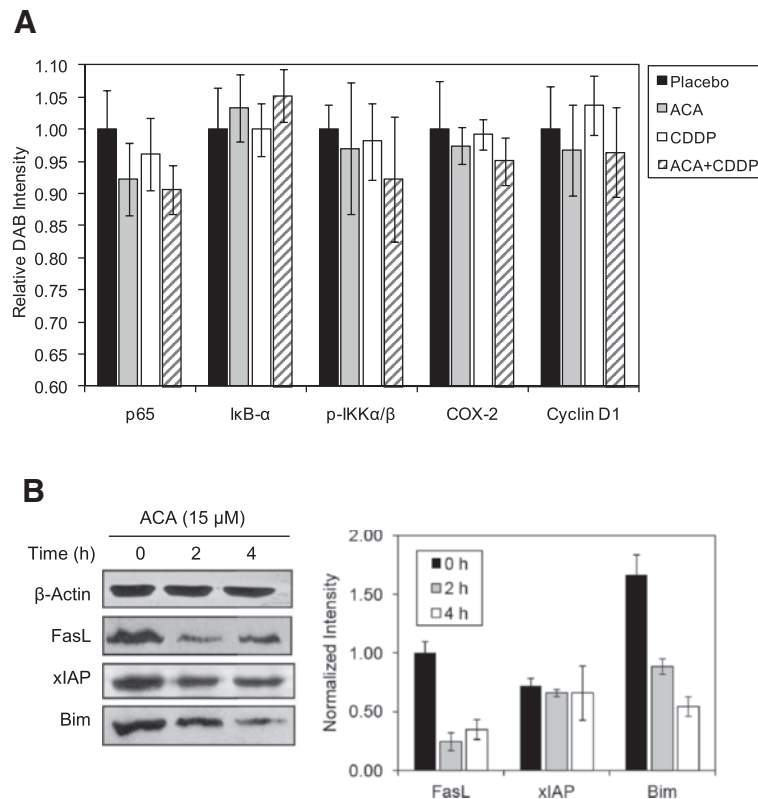 A
Relative DAB Intensity
1.10
1.05
1.00
0.95
0.90
0.85
0.80
0.75
0.70
0.65
0.60
p65 IκB-α p-IKKα/β COX-2 Cyclin D1
Placebo
ACA
CDDP
ACA+CDDP
B
ACA (15 μM)
Time (h) 0 2 4
β-Actin
FasL
xIAP
Bim
Normalized Intensity
2.00
1.50
1.00
0.50
0.00
0 h
2 h
4 h
FasL xIAP Bim